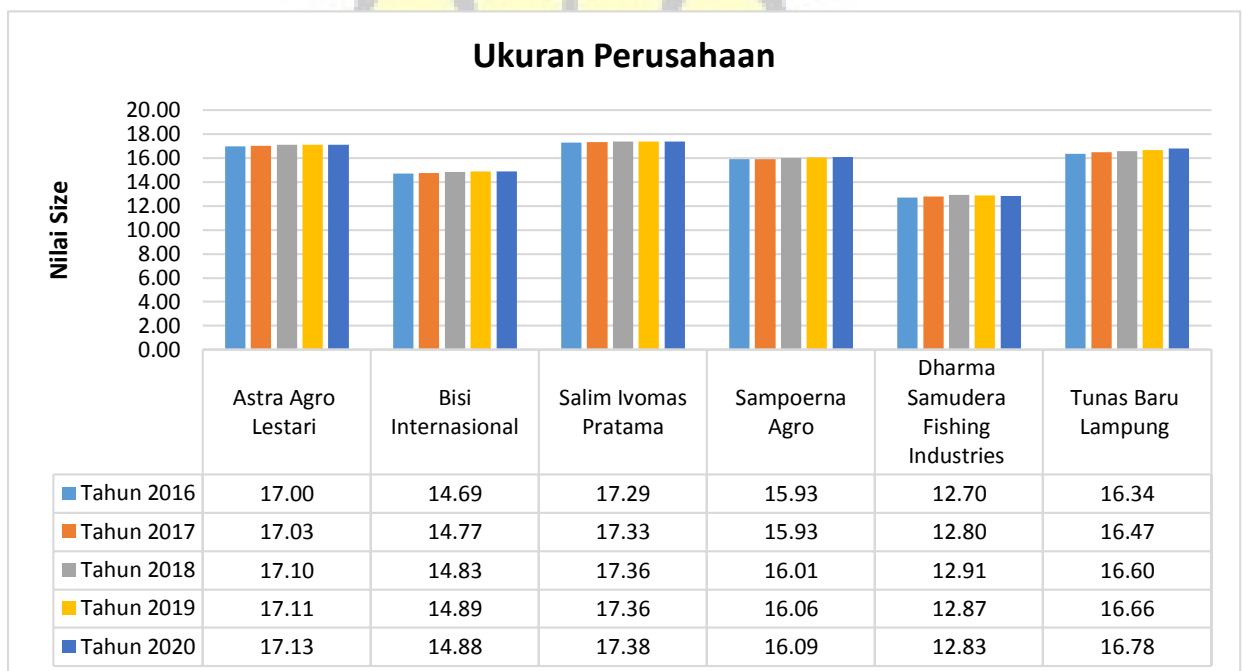 Ukuran Perusahaan
Nilai Size
20.00
18.00
16.00
14.00
12.00
10.00
8.00
6.00
4.00
2.00
0.00
Astra Agro
Lestari
Bisi
Internasional
Salim Ivomas
Pratama
Sampoerna
Agro
Dharma
Samudera
Fishing
Industries
Tunas Baru
Lampung
Tahun 2016 17.00 14.69 17.29 15.93 12.70 16.34
Tahun 2017 17.03 14.77 17.33 15.93 12.80 16.47
Tahun 2018 17.10 14.83 17.36 16.01 12.91 16.60
Tahun 2019 17.11 14.89 17.36 16.06 12.87 16.66
Tahun 2020 17.13 14.88 17.38 16.09 12.83 16.78